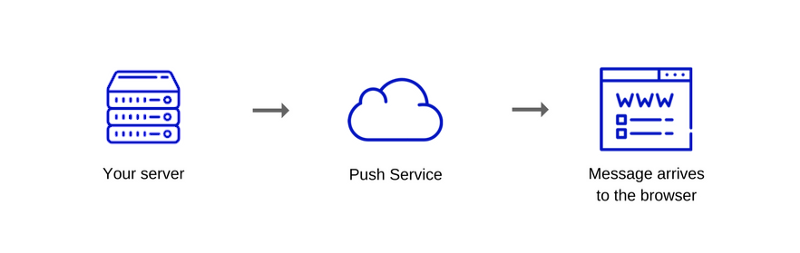 WWW
Your server
Push Service
Message arrives
to the browser